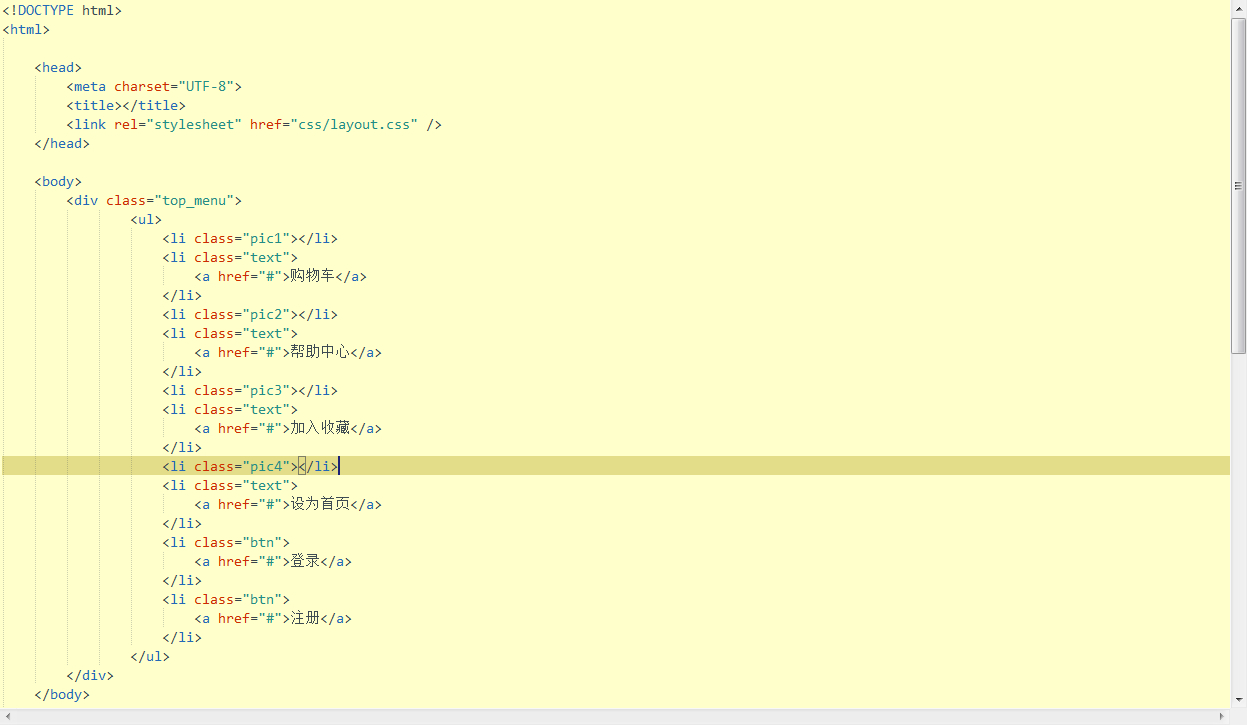 <!DOCTYPE html>
<html>
<head>
<meta charset="UTF-8">
<title></title>
<link rel="stylesheet" href="css/layout.css" />
</head>
<body>
<div class="top_menu">
<ul>
<li class="pic1"></li>
<li class="text">
<a href="#">购物车</a>
</li>
<li class="pic2"></li>
<li class="text">
<a href="#">帮助中心</a>
</li>
<li class="pic3"></li>
<li class="text">
<a href="#">加入收藏</a>
</li>
<li class="pic4"></li>
<li class="text">
<a href="#">设为首页</a>
</li>
<li class="btn">
<a href="#">登录</a>
</li>
<li class="btn">
<a href="#">注册</a>
</li>
</ul>
</div>
</body>